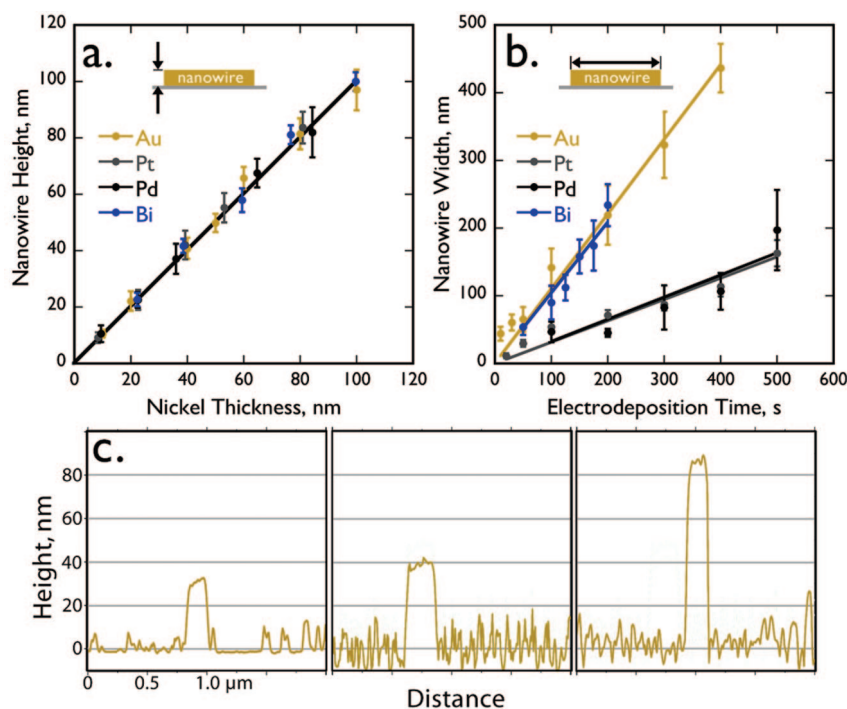 a.
nanowire
Au
Pt
Pd
Bi
Nanowire Height, nm
120
100
80
60
40
20
0
0 20 40 60 80 100 120
Nickel Thickness, nm
b.
nanowire
Au
Pt
Pd
Bi
Nanowire Width, nm
500
400
300
200
100
0
100 200 300 400 500 600
Electrodeposition Time, s
c.
Height, nm
80
60
40
20
0
0 0.5 1.0 µm
Distance